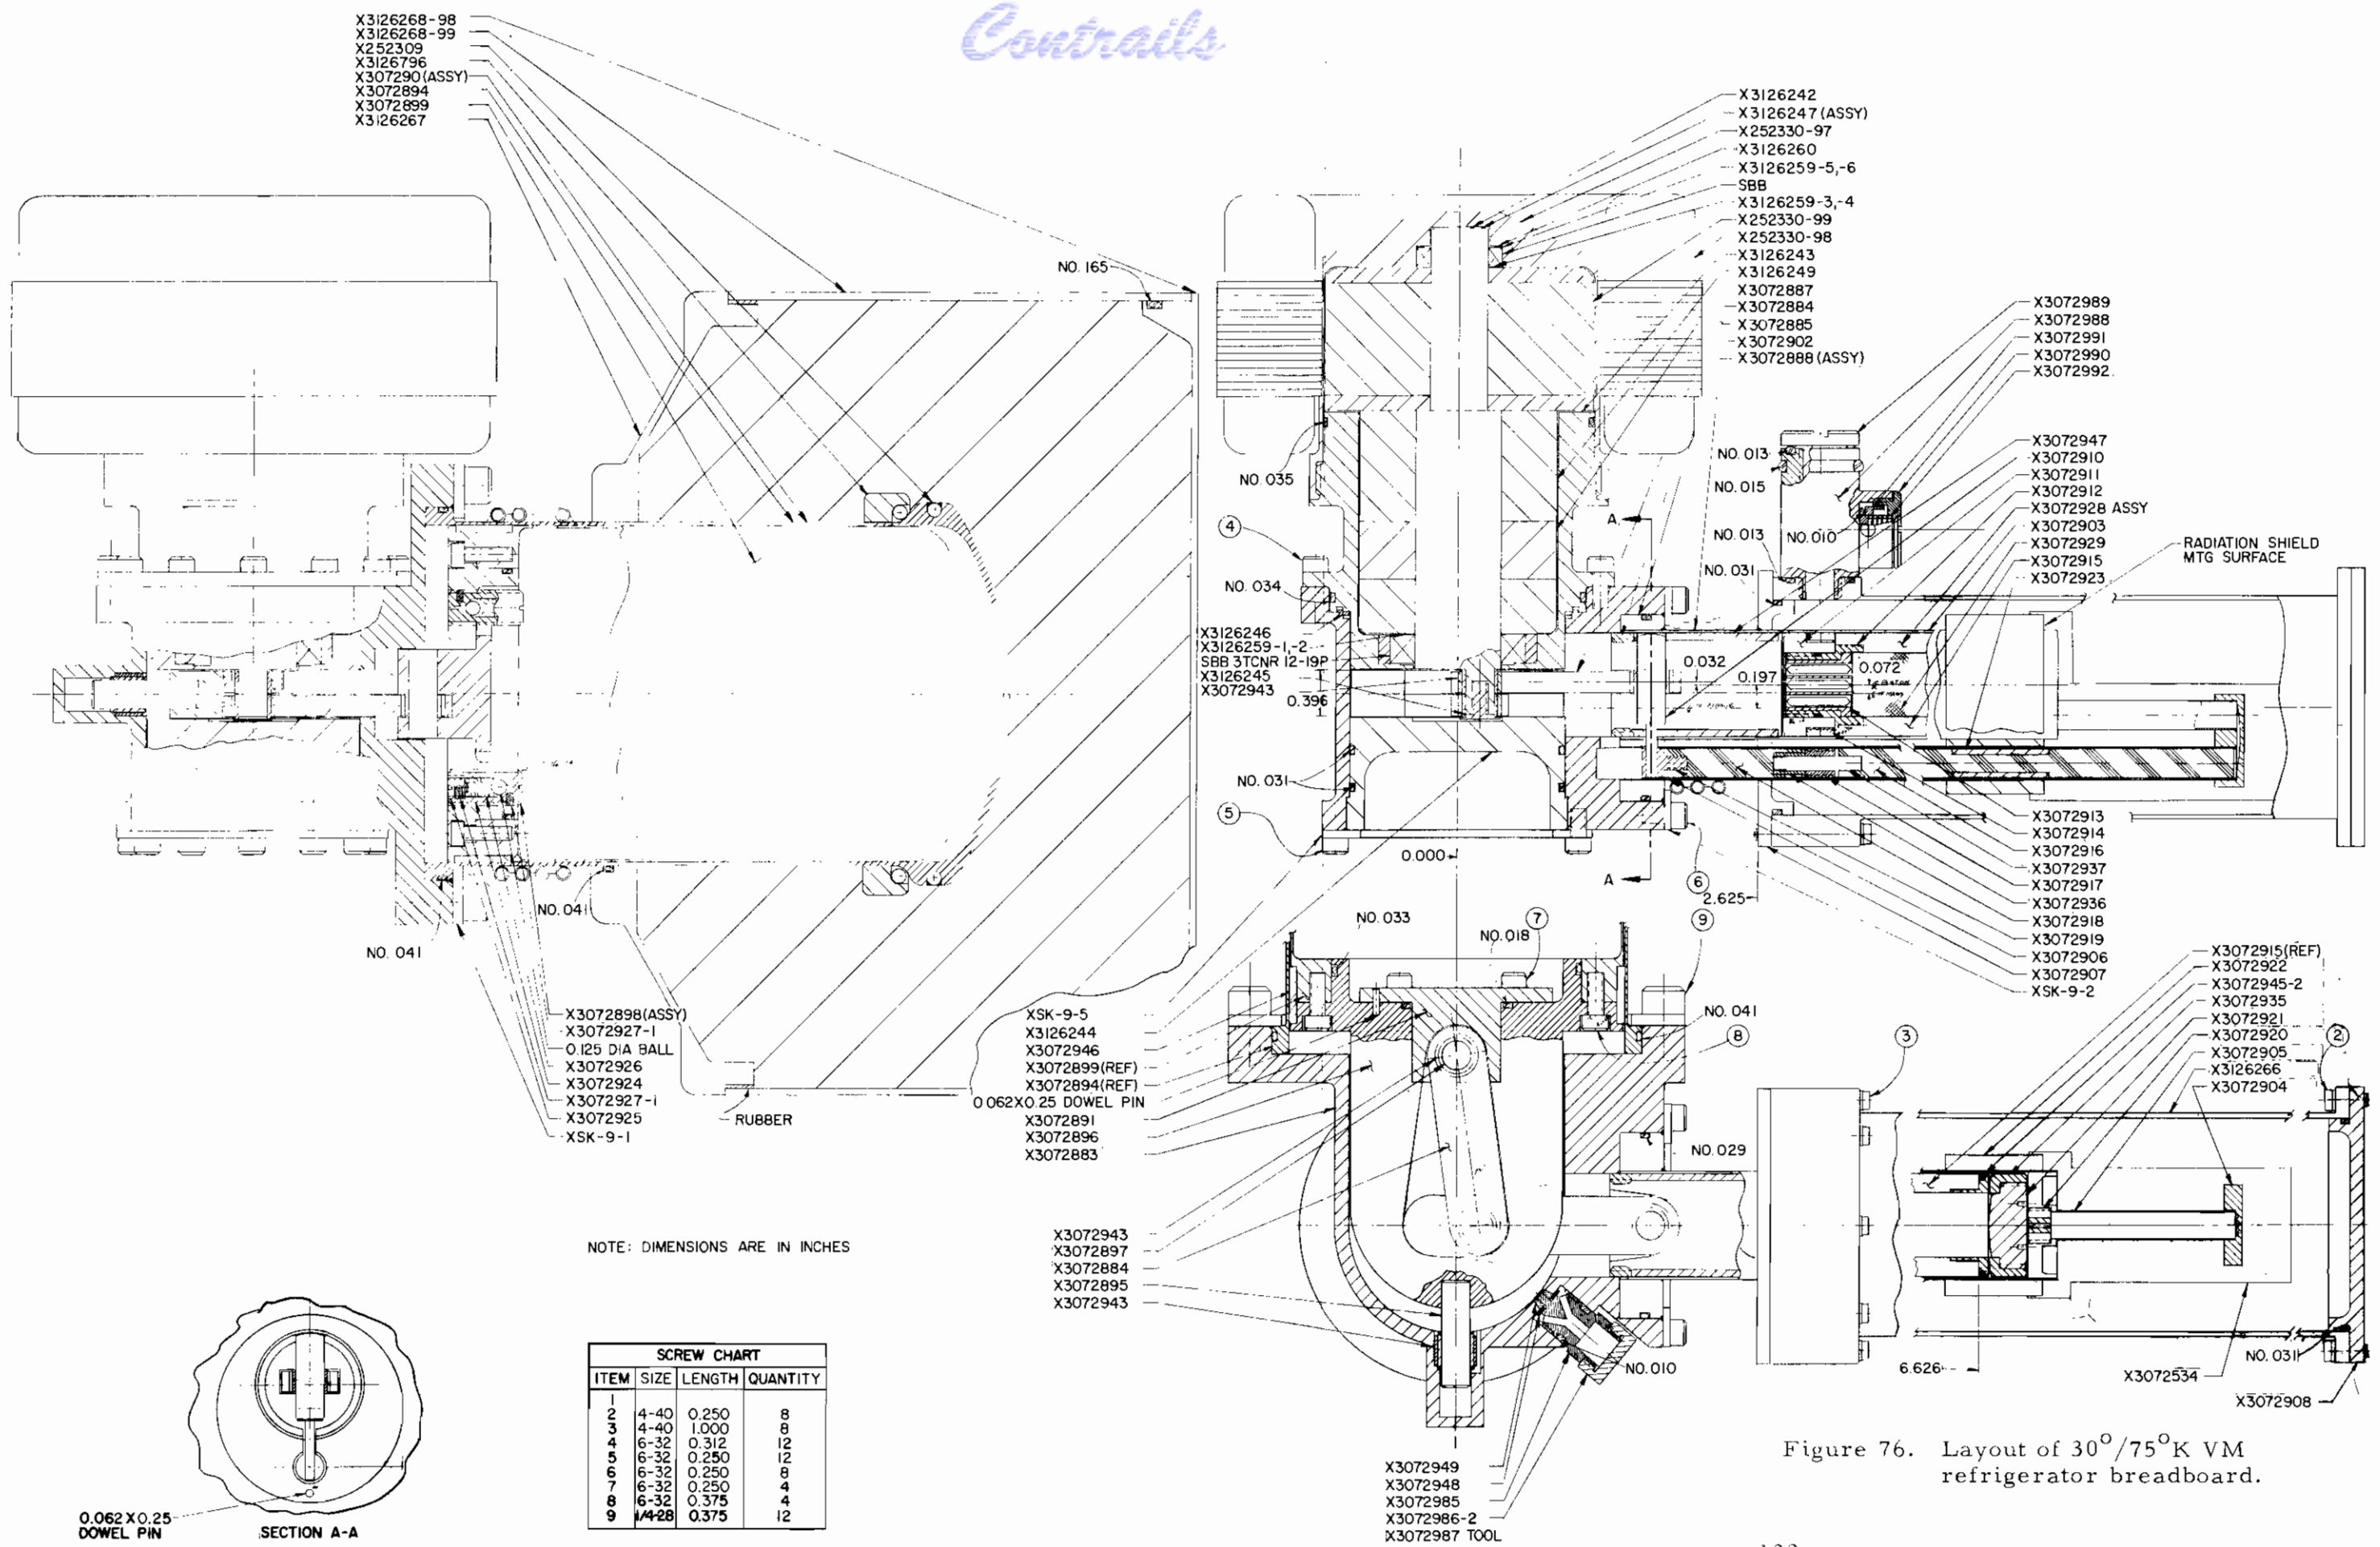 Contrails
X3126268-98
X3126268-99
X252309
X3126796
X307290(ASSY)
X3072894
X3072899
X3126267
NO. 165
X3126242
X3126247 (ASSY)
X252330-97
X3126260
X3126259-5,-6
SBB
X3126259-3,-4
X252330-99
X252330-98
X3126243
X3126249
X3072887
X3072884
X3072885
X3072902
X3072888 (ASSY)
X3072989
X3072988
X3072991
X3072990
X3072992
X3072947
X3072910
X3072911
X3072912
X3072928 ASSY
X3072903
X3072929
X3072915
X3072923
RADIATION SHIELD
MTG SURFACE
NO. 013
NO. 015
NO. 013
NO. 010
NO. 031
NO. 035
4
NO. 034
A
X3126246
X3126259-1,-2
SBB 3TCNR 12-19P
X3126245
X3072943
0.396
0.032
0.197
0.072
NO. 031
5
0.000
A
6
2.625
NO. 041
NO. 041
X3072913
X3072914
X3072916
X3072937
X3072917
X3072936
X3072918
X3072919
X3072906
X3072907
XSK-9-2
X3072898(ASSY)
X3072927-1
0.125 DIA BALL
X3072926
X3072924
X3072927-1
X3072925
XSK-9-1
RUBBER
NO. 033
NO. 018
7
9
NO. 041
8
XSK-9-5
X3126244
X3072946
X3072899(REF)
X3072894(REF)
0.062X0.25 DOWEL PIN
X3072891
X3072896
X3072883
NO. 029
X3072943
X3072897
X3072884
X3072895
X3072943
NO. 010
X3072949
X3072948
X3072985
X3072986-2
X3072987 TOOL
X3072915(REF)
X3072922
X3072945-2
X3072935
X3072921
X3072920
X3072905
X3126266
X3072904
3
2
6.626
NO. 031
X3072534
X3072908
NOTE: DIMENSIONS ARE IN INCHES
SCREW CHART
ITEM SIZE LENGTH QUANTITY
1
2 4-40 0.250 8
3 4-40 1.000 8
4 6-32 0.312 12
5 6-32 0.250 12
6 6-32 0.250 8
7 6-32 0.250 4
8 6-32 0.375 4
9 1/4-28 0.375 12
0.062X0.25
DOWEL PIN
SECTION A-A
Figure 76. Layout of 30°/75°K VM
refrigerator breadboard.